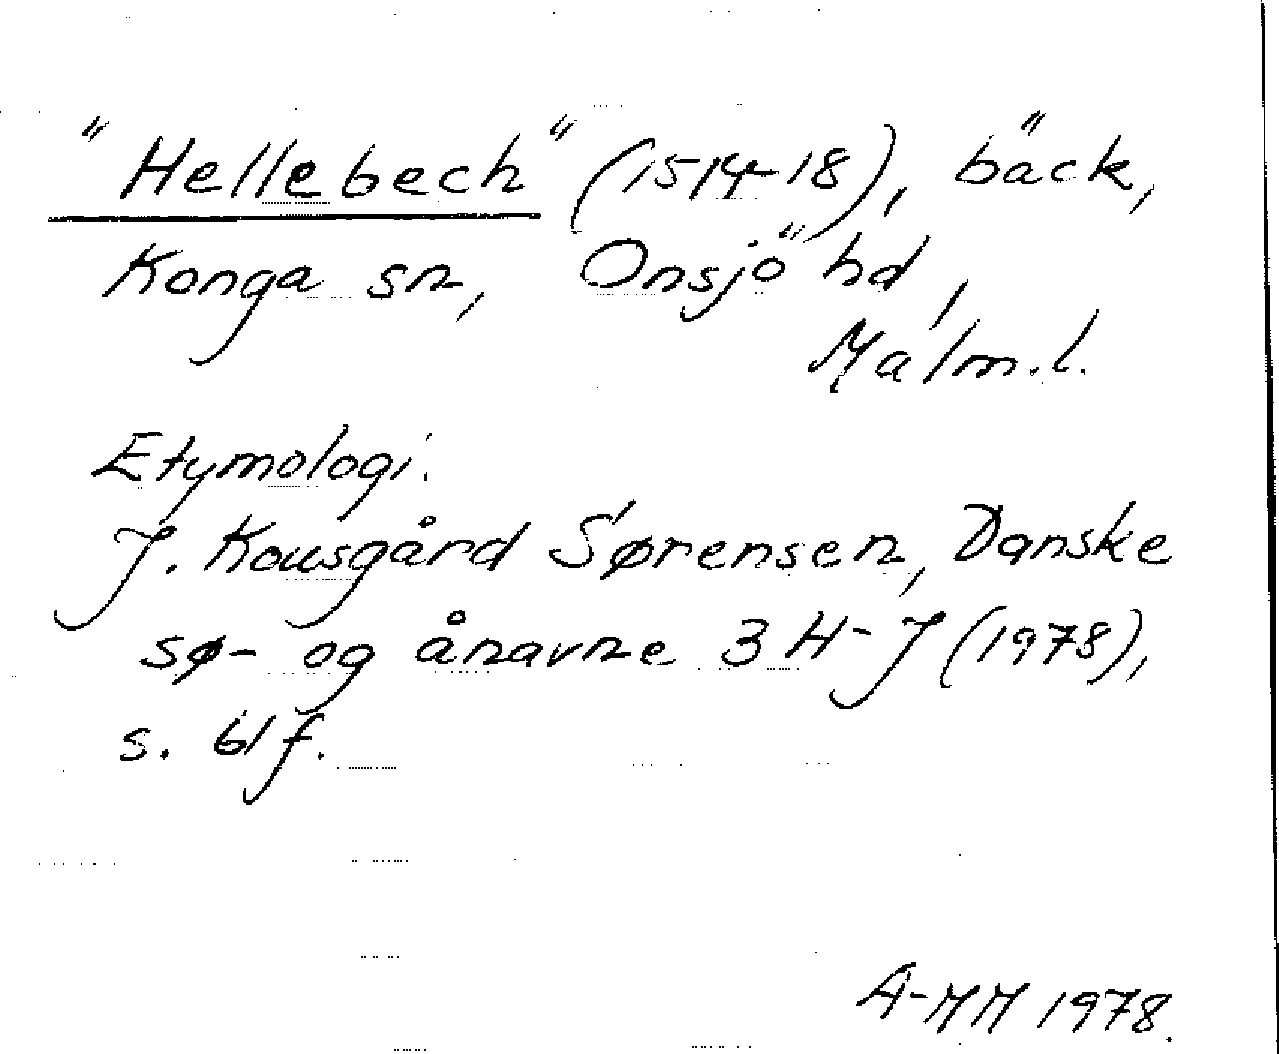 "Hellebech" (1514-18), bäck,
Konga sn, Onsjö hd,
Malm.l.
Etymologi:
J. Kousgård Sørensen, Danske
sø- og ånavne 3 H-J (1978),
s. 61f.
A-MM 1978.